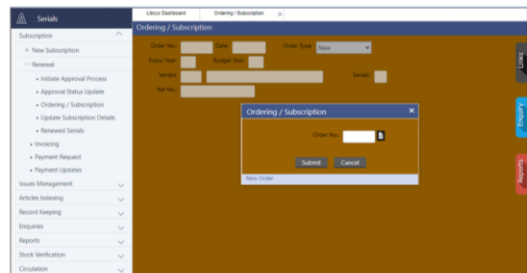 Serials
Libsys Dashboard
Ordering / Subscription
Ordering / Subscription
Subscription
+ New Subscription
− Renewal
• Initiate Approval Process
• Approval Status Update
• Ordering / Subscription
• Update Subscription Details
• Renewed Serials
• Invoicing
• Payment Request
• Payment Updates
Issues Management
Articles Indexing
Record Keeping
Enquiries
Reports
Stock Verification
Circulation
Order No.:
Date:
Order Type:
New
Subsc Year:
Budget Year:
Vendor:
Ref No.:
Ordering / Subscription
×
Order No.:
Submit
Cancel
New Order
Links
Enquiry
Reports